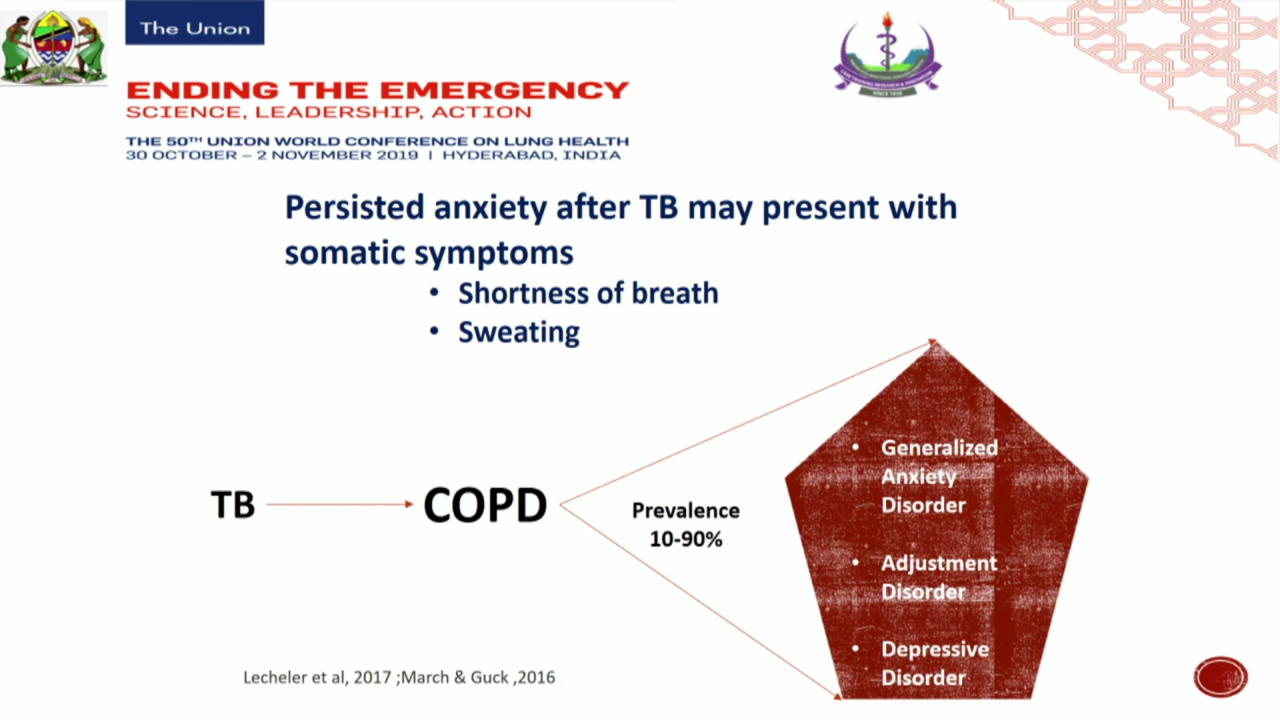 The Union
ENDING THE EMERGENCY
SCIENCE, LEADERSHIP, ACTION
THE 50TH UNION WORLD CONFERENCE ON LUNG HEALTH
30 OCTOBER – 2 NOVEMBER 2019 | HYDERABAD, INDIA
Persisted anxiety after TB may present with
somatic symptoms
• Shortness of breath
• Sweating
TB
COPD
Prevalence
10-90%
• Generalized
Anxiety
Disorder
• Adjustment
Disorder
• Depressive
Disorder
Lecheler et al, 2017 ;March & Guck ,2016